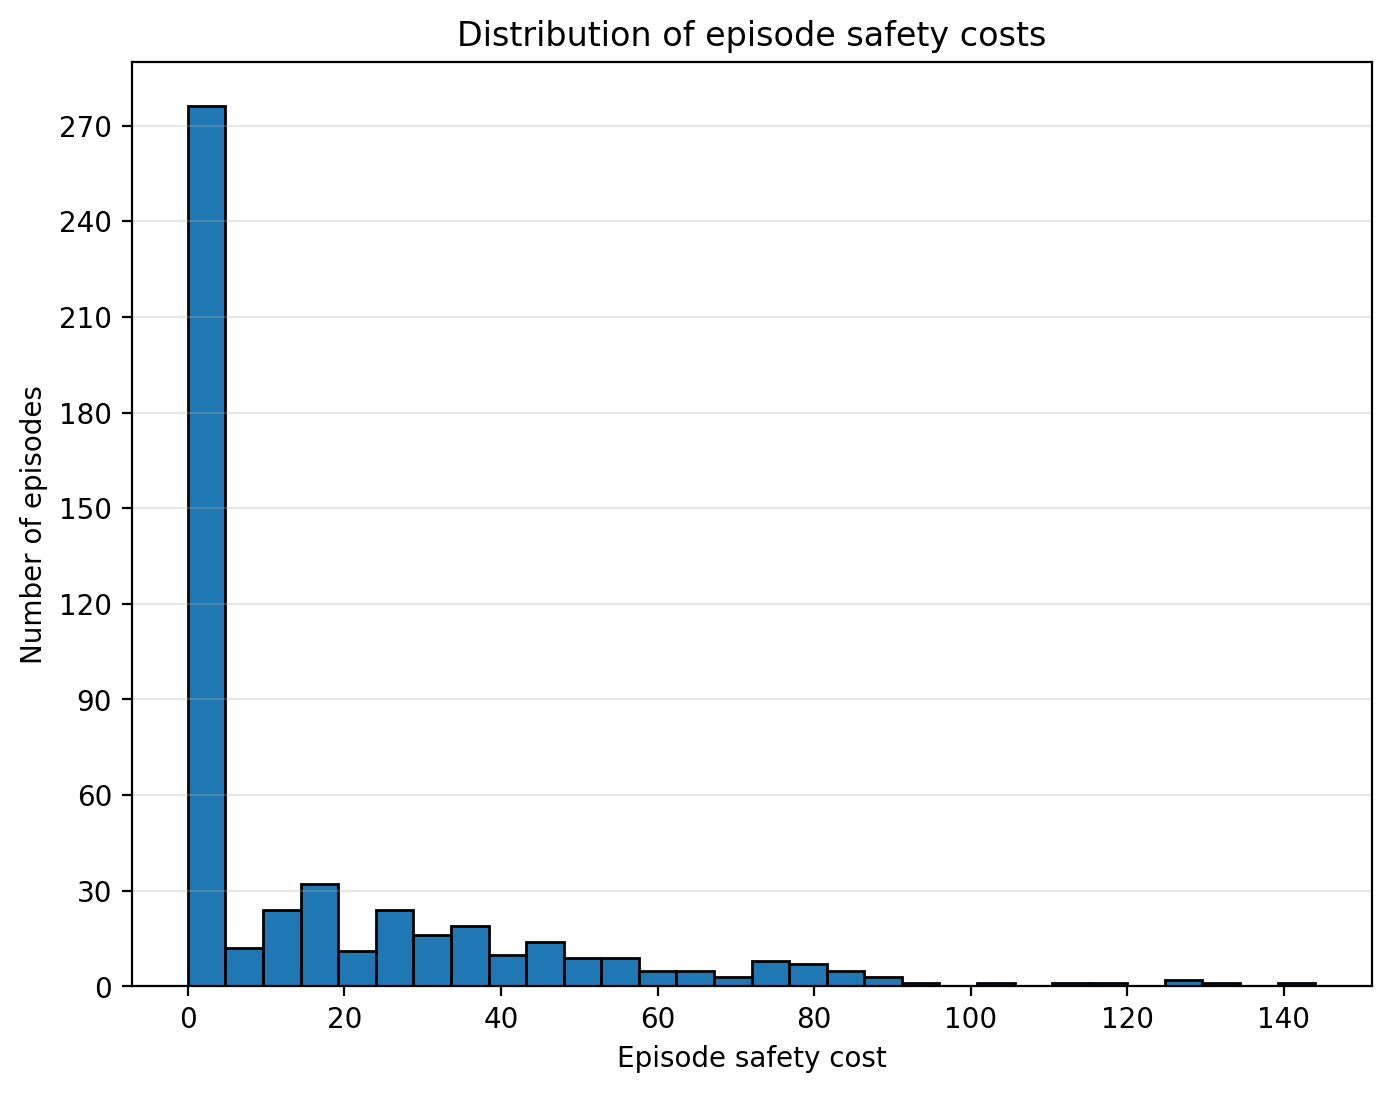 Distribution of episode safety costs
Number of episodes
270
240
210
180
150
120
90
60
30
0
0 20 40 60 80 100 120 140
Episode safety cost